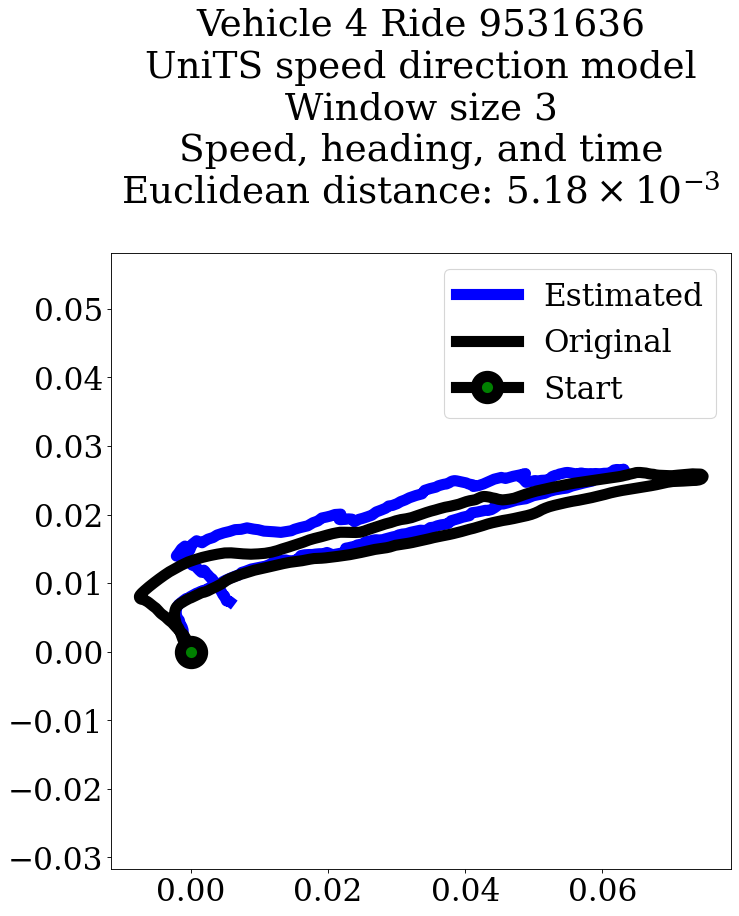 Vehicle 4 Ride 9531636
UniTS speed direction model
Window size 3
Speed, heading, and time
Euclidean distance: 5.18 × 10⁻³
Estimated
Original
Start
0.05
0.04
0.03
0.02
0.01
0.00
−0.01
−0.02
−0.03
0.00 0.02 0.04 0.06